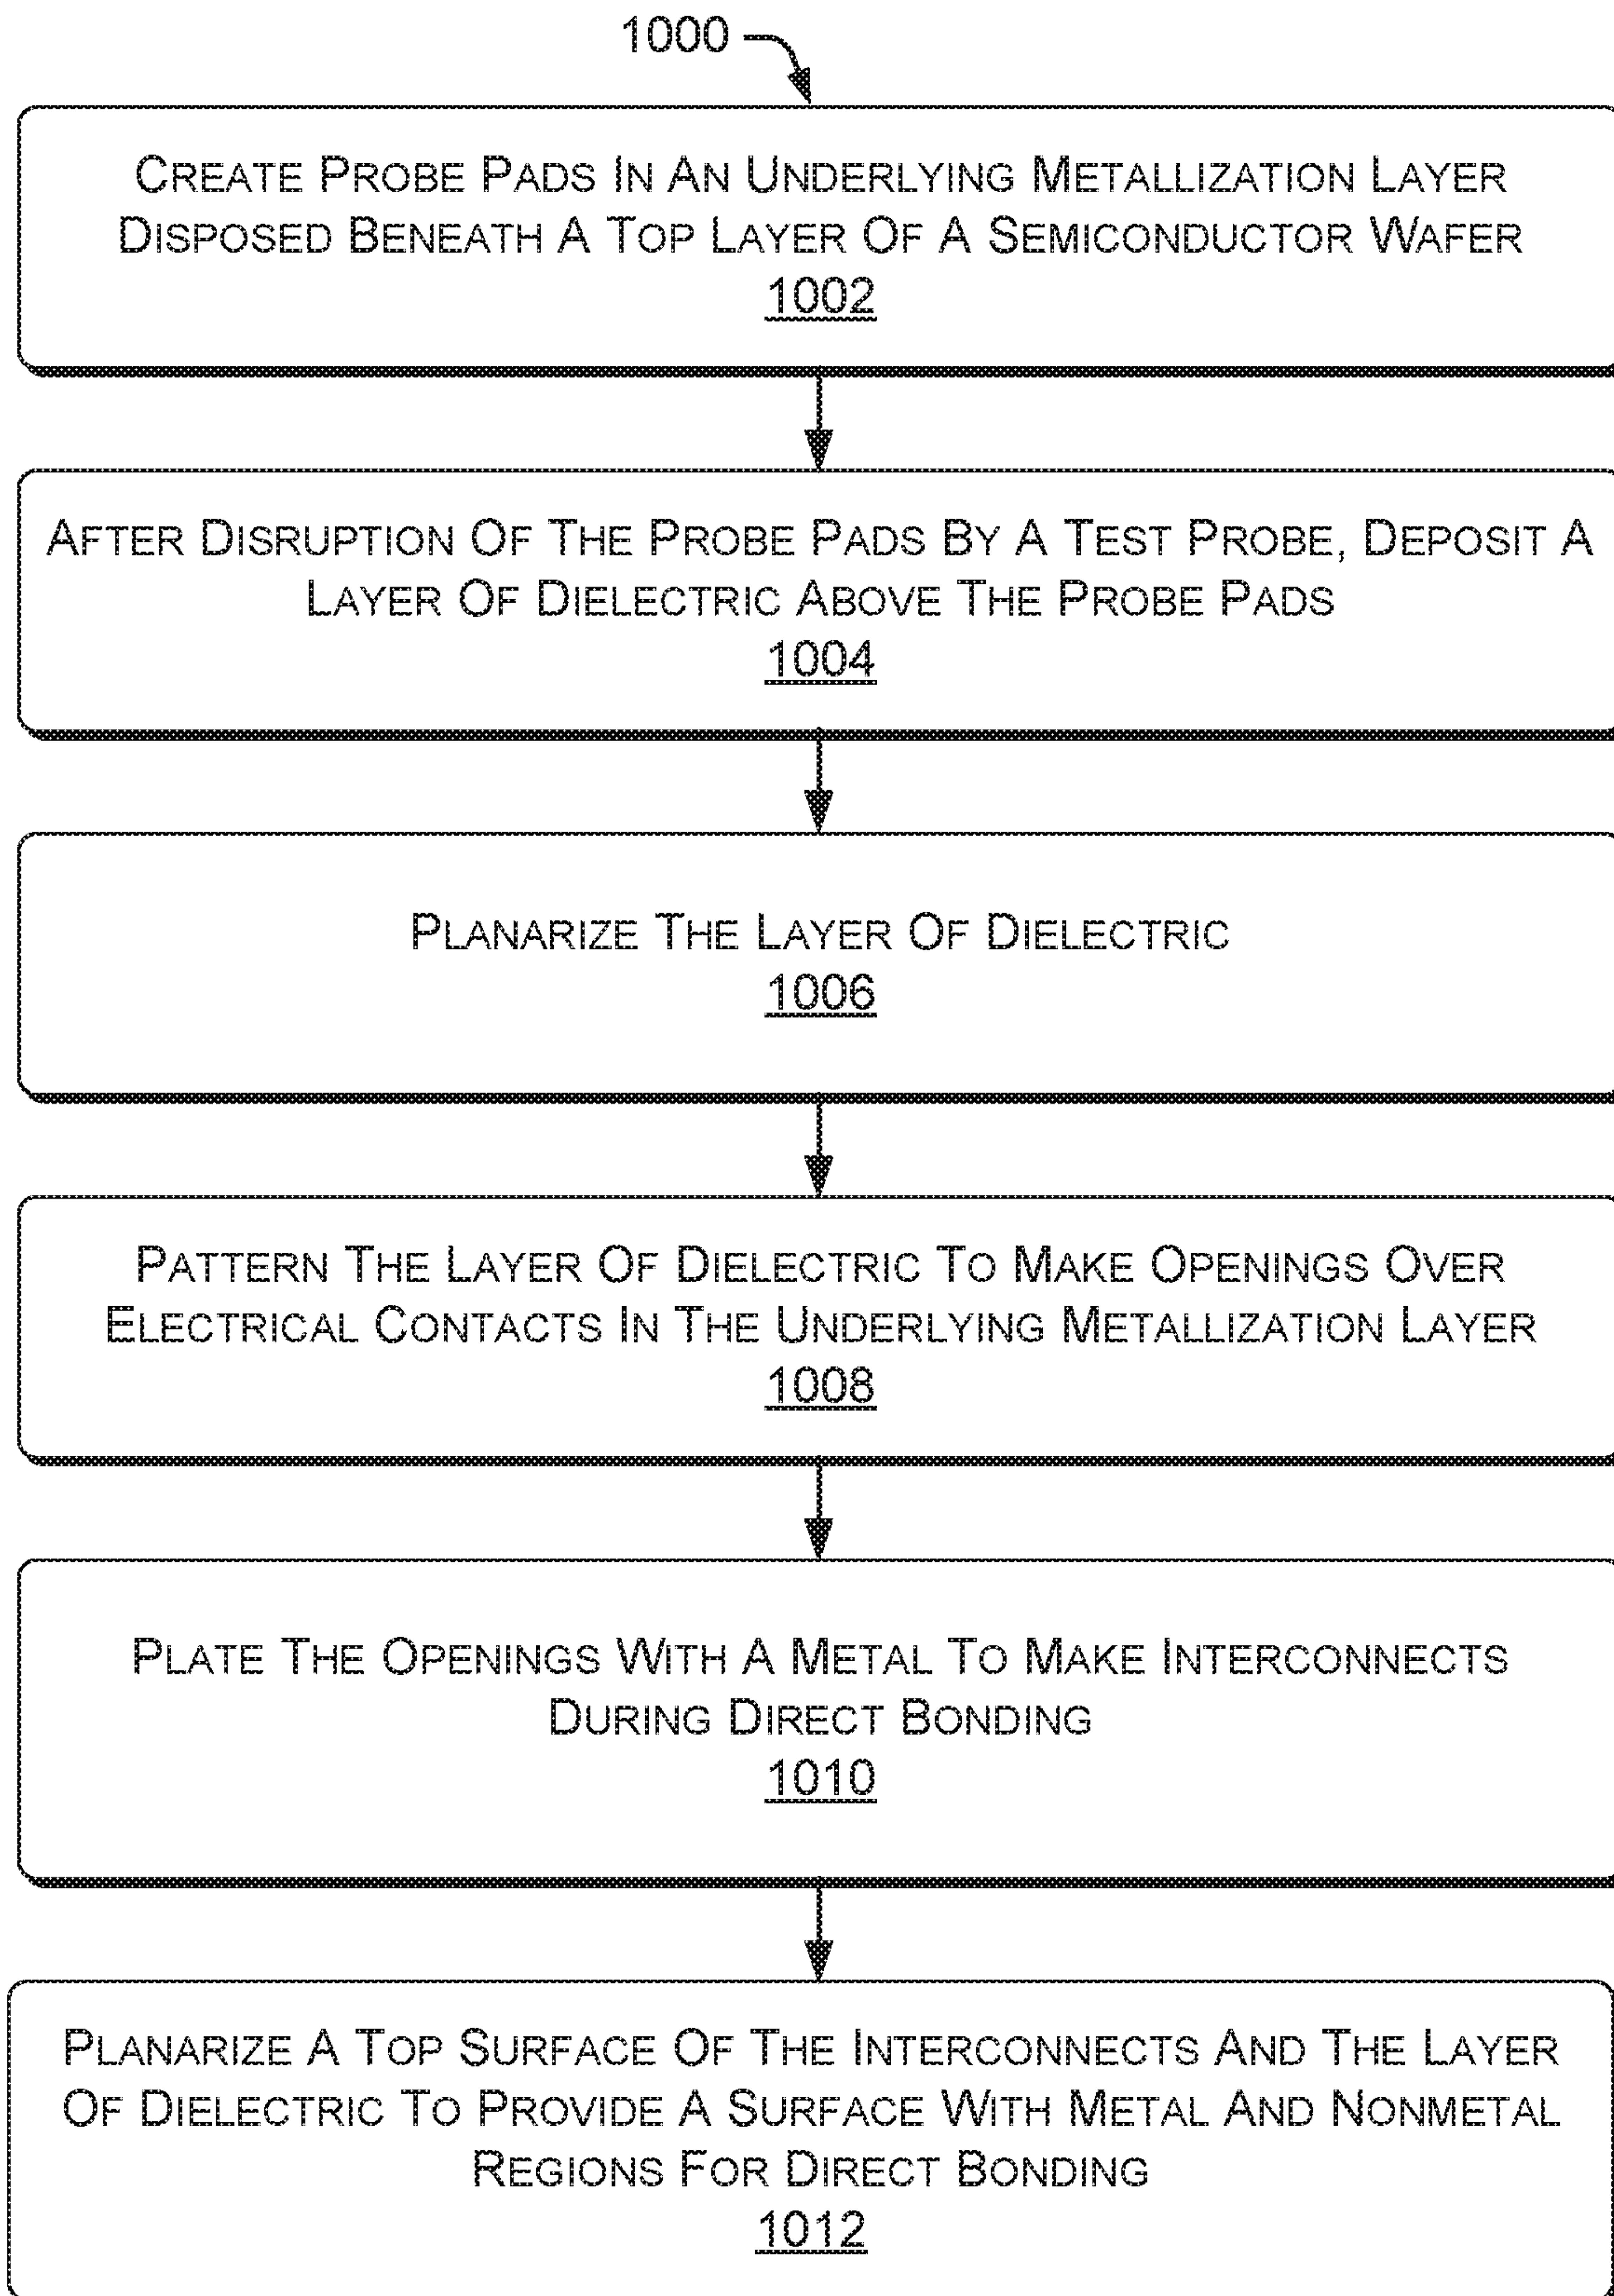 1000
CREATE PROBE PADS IN AN UNDERLYING METALLIZATION LAYER
DISPOSED BENEATH A TOP LAYER OF A SEMICONDUCTOR WAFER
1002
AFTER DISRUPTION OF THE PROBE PADS BY A TEST PROBE, DEPOSIT A
LAYER OF DIELECTRIC ABOVE THE PROBE PADS
1004
PLANARIZE THE LAYER OF DIELECTRIC
1006
PATTERN THE LAYER OF DIELECTRIC TO MAKE OPENINGS OVER
ELECTRICAL CONTACTS IN THE UNDERLYING METALLIZATION LAYER
1008
PLATE THE OPENINGS WITH A METAL TO MAKE INTERCONNECTS
DURING DIRECT BONDING
1010
PLANARIZE A TOP SURFACE OF THE INTERCONNECTS AND THE LAYER
OF DIELECTRIC TO PROVIDE A SURFACE WITH METAL AND NONMETAL
REGIONS FOR DIRECT BONDING
1012